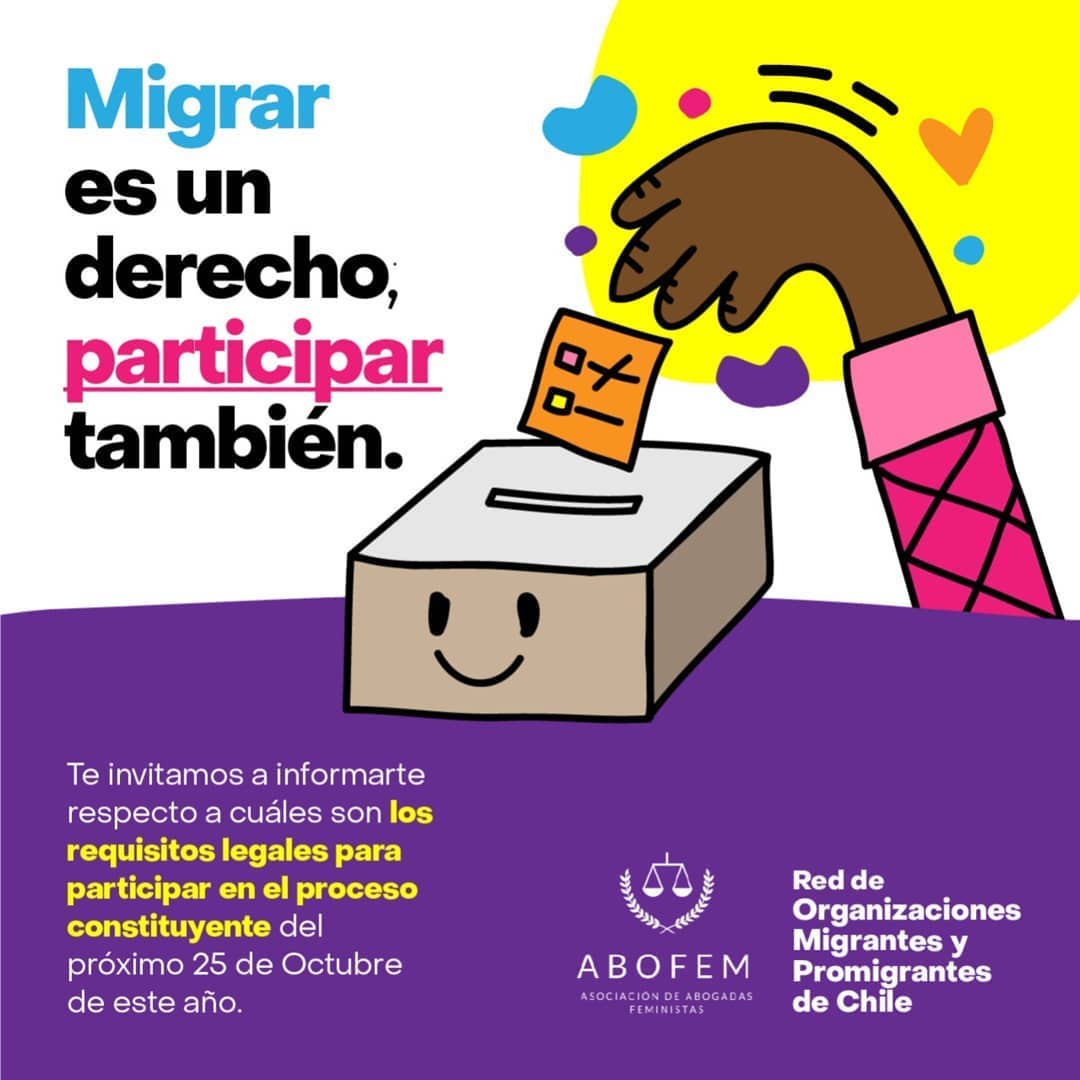 Migrar
es un
derecho;
participar
también.
Te invitamos a informarte
respecto a cuáles son los
requisitos legales para
participar en el proceso
constituyente del
próximo 25 de Octubre
de este año.
ABOFEM
ASOCIACIÓN DE ABOGADAS
FEMINISTAS
Red de
Organizaciones
Migrantes y
Promigrantes
de Chile